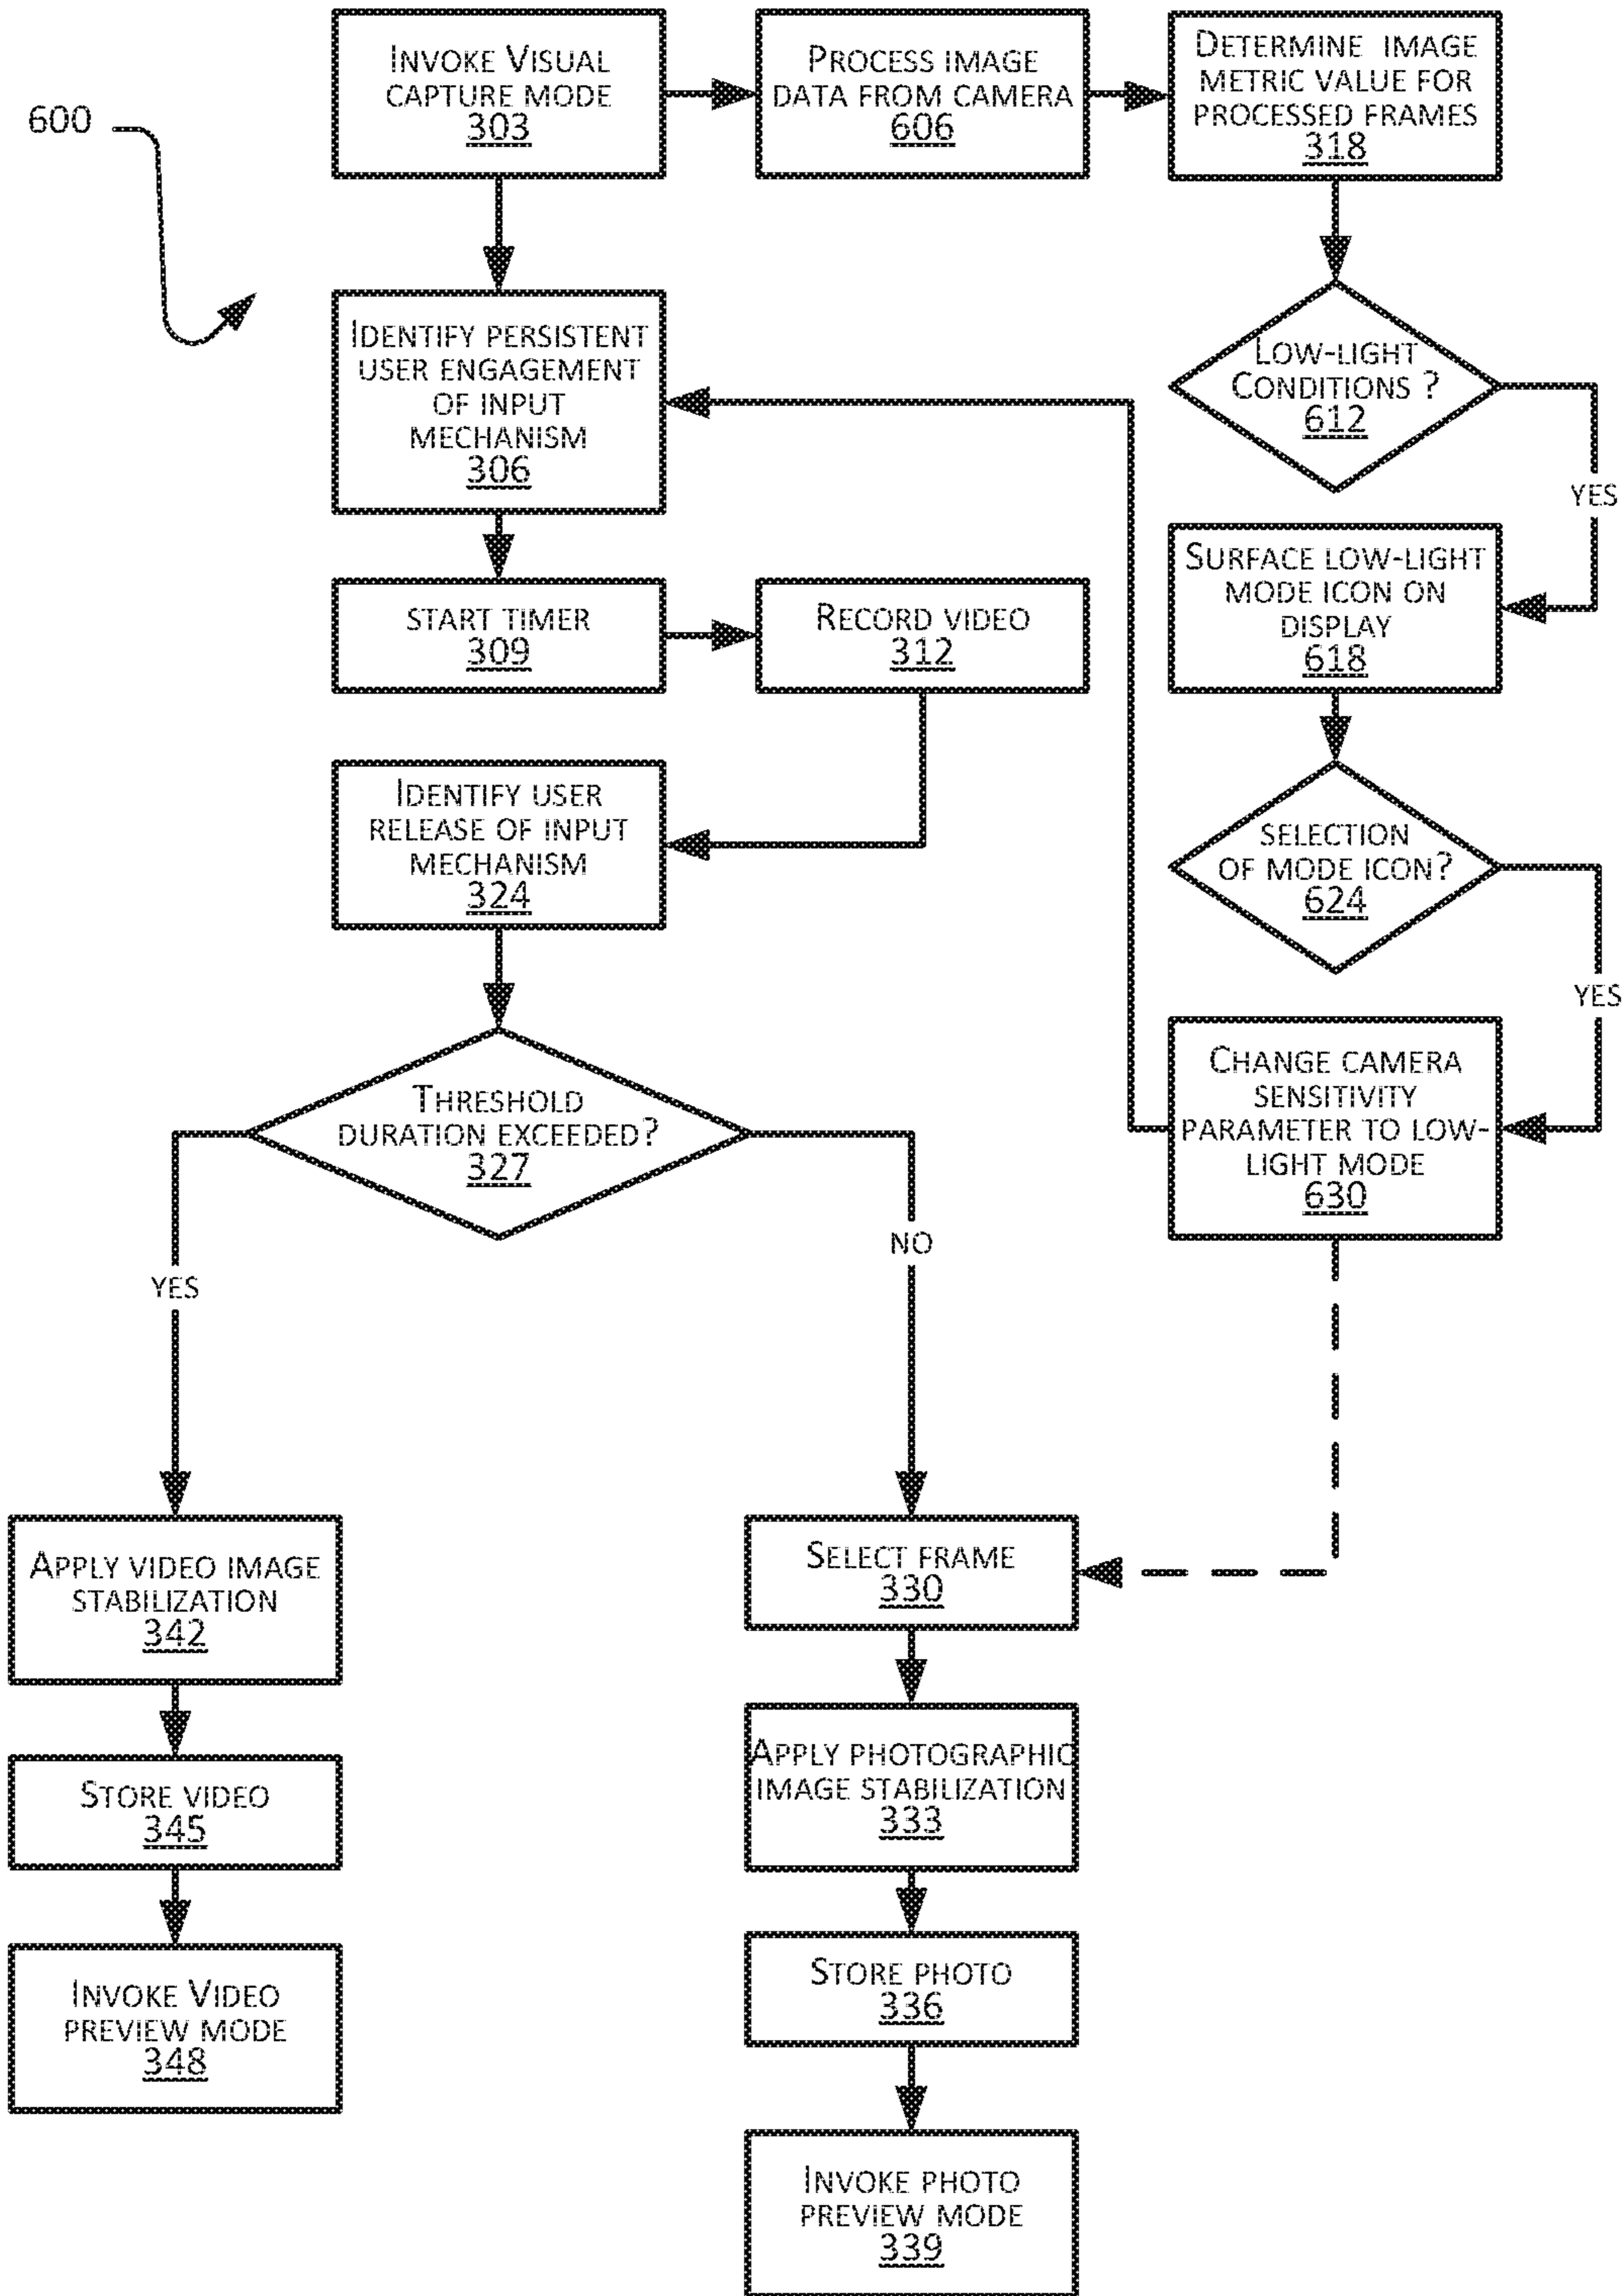 600
INVOKE VISUAL
CAPTURE MODE
303
PROCESS IMAGE
DATA FROM CAMERA
606
DETERMINE IMAGE
METRIC VALUE FOR
PROCESSED FRAMES
318
IDENTIFY PERSISTENT
USER ENGAGEMENT
OF INPUT
MECHANISM
306
LOW-LIGHT
CONDITIONS ?
612
YES
START TIMER
309
RECORD VIDEO
312
SURFACE LOW-LIGHT
MODE ICON ON
DISPLAY
618
IDENTIFY USER
RELEASE OF INPUT
MECHANISM
324
SELECTION
OF MODE ICON?
624
YES
THRESHOLD
DURATION EXCEEDED?
327
CHANGE CAMERA
SENSITIVITY
PARAMETER TO LOW-
LIGHT MODE
630
YES
NO
APPLY VIDEO IMAGE
STABILIZATION
342
SELECT FRAME
330
STORE VIDEO
345
APPLY PHOTOGRAPHIC
IMAGE STABILIZATION
333
INVOKE VIDEO
PREVIEW MODE
348
STORE PHOTO
336
INVOKE PHOTO
PREVIEW MODE
339